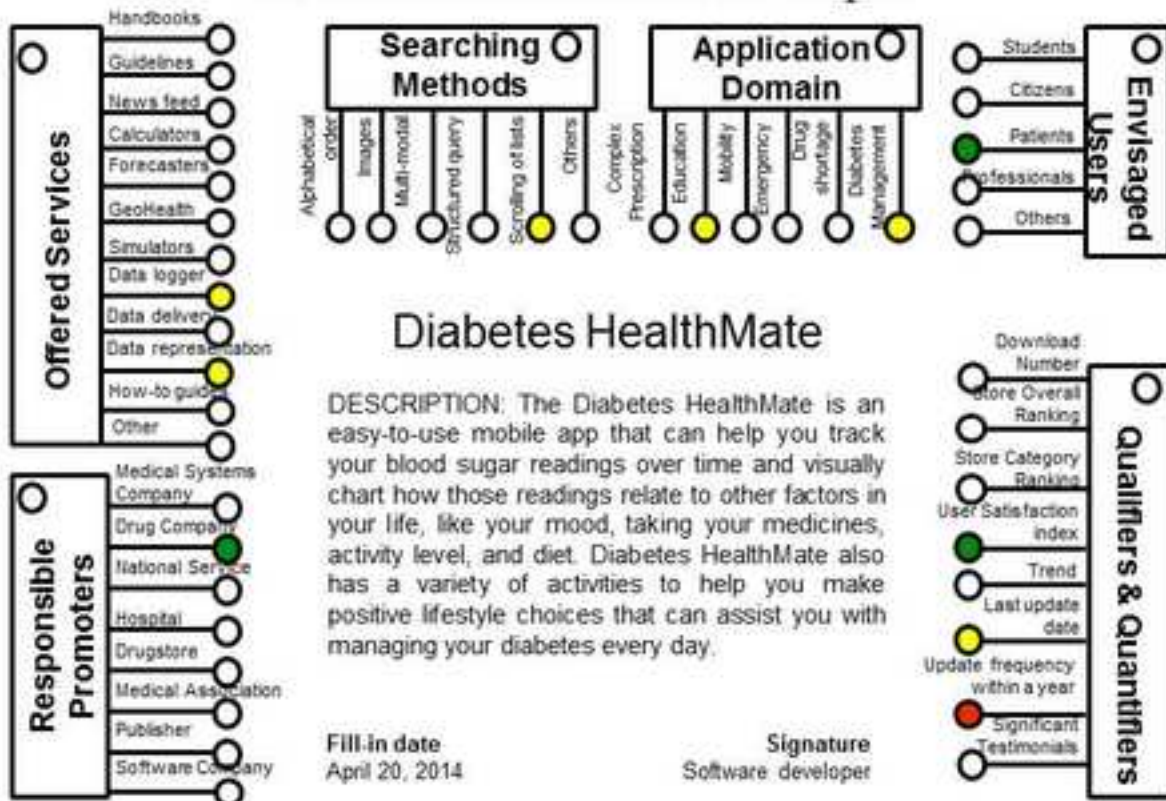 Offered Services
Handbooks
Guidelines
News feed
Calculators
Forecasters
GeoHealth
Simulators
Data logger
Data delivery
Data representation
How-to guides
Other
Responsible
Promoters
Medical Systems
Company
Drug Company
National Service
Hospital
Drugstore
Medical Association
Publisher
Software Company
Searching
Methods
Alphabetical
order
Images
Multi-modal
Structured query
Scrolling of lists
Others
Application
Domain
Complex
Prescription
Education
Mobility
Emergency
Drug
shortage
Diabetes
Management
Envisaged
Users
Students
Citizens
Patients
Professionals
Others
Diabetes HealthMate
DESCRIPTION: The Diabetes HealthMate is an
easy-to-use mobile app that can help you track
your blood sugar readings over time and visually
chart how those readings relate to other factors in
your life, like your mood, taking your medicines,
activity level, and diet. Diabetes HealthMate also
has a variety of activities to help you make
positive lifestyle choices that can assist you with
managing your diabetes every day.
Fill-in date
April 20, 2014
Signature
Software developer
Qualifiers & Quantifiers
Download
Number
Store Overall
Ranking
Store Category
Ranking
User Satisfaction
index
Trend
Last update
date
Update frequency
within a year
Significant
Testimonials